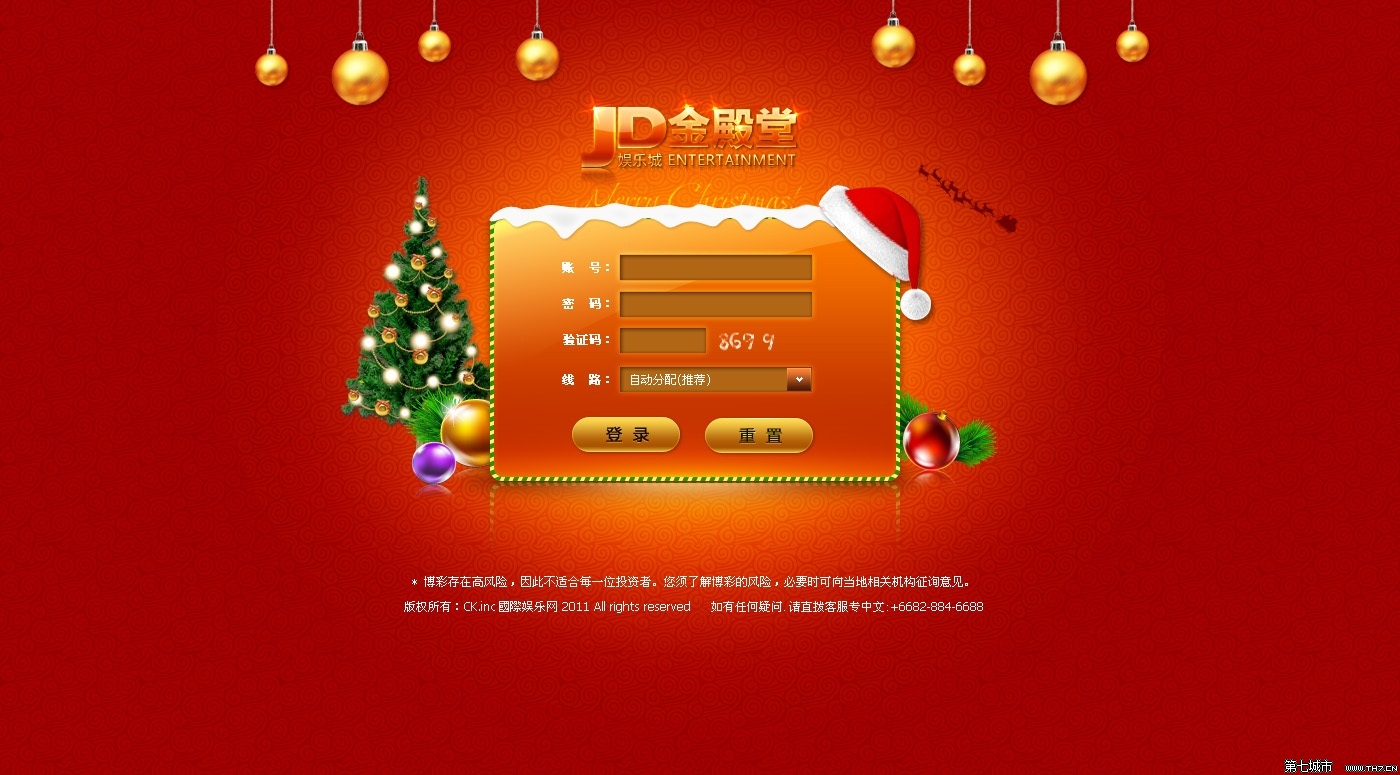 JD金殿堂
娱乐城 ENTERTAINMENT
Merry Christmas!
账 号：
密 码：
验证码： 8679
线 路： 自动分配(推荐)
登 录 重 置
* 博彩存在高风险，因此不适合每一位投资者。您须了解博彩的风险，必要时可向当地相关机构征询意见。
版权所有：CK.inc 國際娱乐网 2011 All rights reserved 如有任何疑问.请直拨客服专中文:+6682-884-6688
第七城市 WWW.TH7.CN